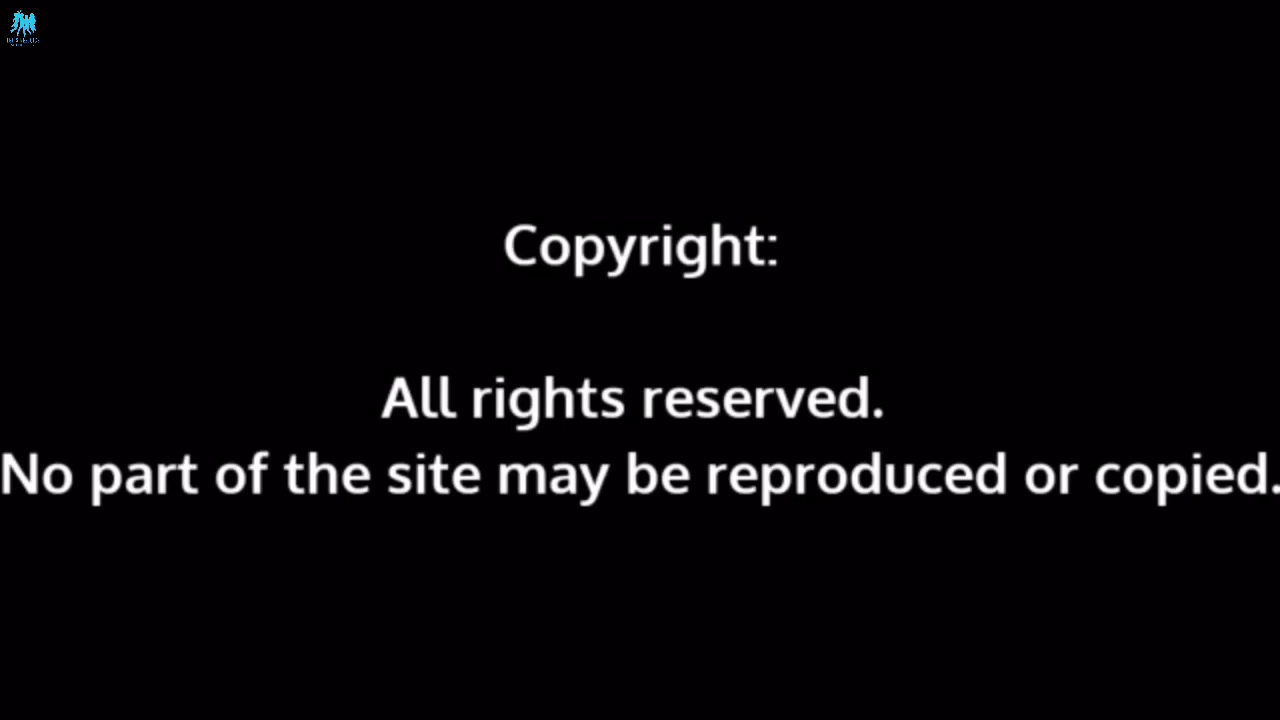 Copyright:
All rights reserved.
No part of the site may be reproduced or copied.